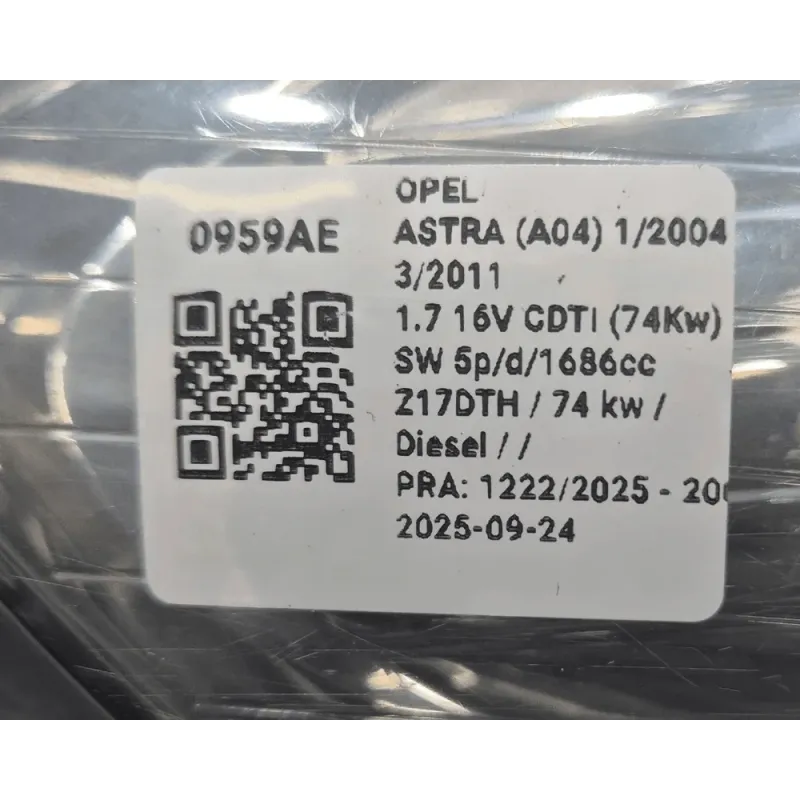 0959AE
OPEL
ASTRA (A04) 1/2004
3/2011
1.7 16V CDTI (74Kw)
SW 5p/d/1686cc
Z17DTH / 74 kw /
Diesel / /
PRA: 1222/2025 -
2025-09-24